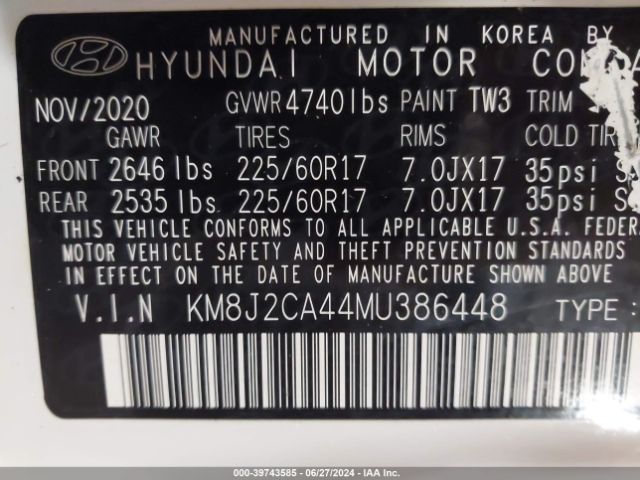 MANUFACTURED IN KOREA BY
HYUNDAI MOTOR
NOV/2020 GVWR 4740lbs PAINT TW3 TRIM
GAWR TIRES RIMS COLD
FRONT 2646 lbs 225/60R17 7.0JX17 35psi
REAR 2535 lbs 225/60R17 7.0JX17 35psi
THIS VEHICLE CONFORMS TO ALL APPLICABLE U.S.A.
MOTOR VEHICLE SAFETY AND THEFT PREVENTION STANDARDS
IN EFFECT ON THE DATE OF MANUFACTURE SHOWN ABOVE
V.I.N KM8J2CA44MU386448 TYPE :
000-39743585 - 06/27/2024 - IAA Inc.